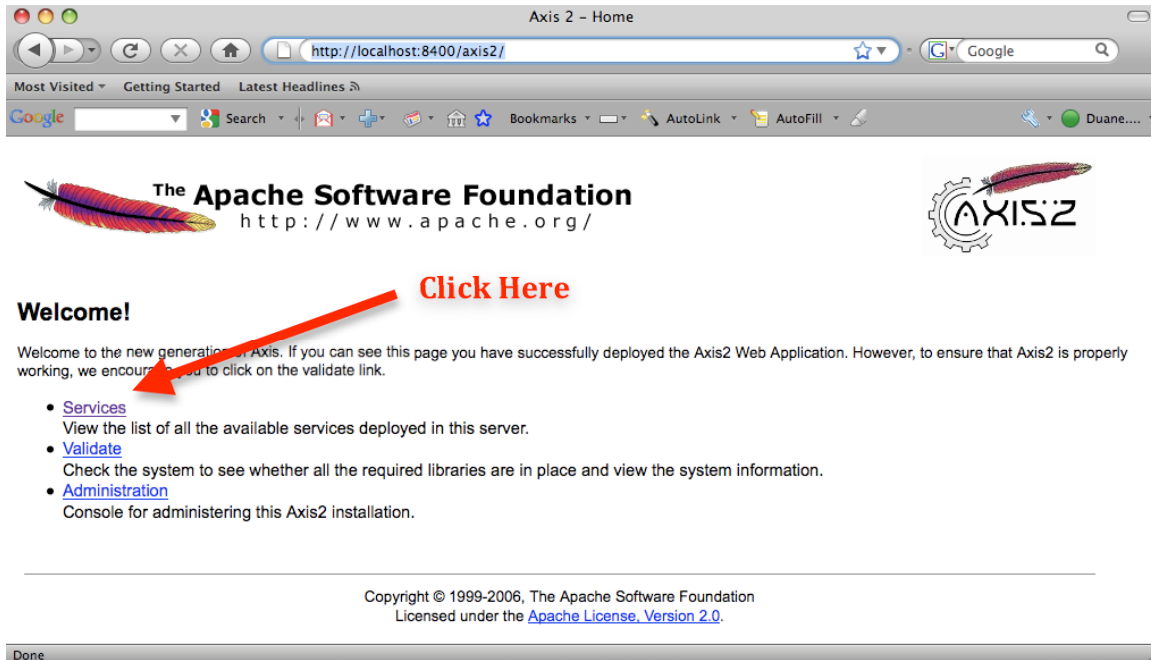 Axis 2 – Home
http://localhost:8400/axis2/
G Google
Most Visited Getting Started Latest Headlines
Google Search Bookmarks AutoLink AutoFill Duane....
The Apache Software Foundation
http://www.apache.org/
AXIS2
Click Here
Welcome!
Welcome to the new generation of Axis. If you can see this page you have successfully deployed the Axis2 Web Application. However, to ensure that Axis2 is properly
working, we encourage you to click on the validate link.
• Services
View the list of all the available services deployed in this server.
• Validate
Check the system to see whether all the required libraries are in place and view the system information.
• Administration
Console for administering this Axis2 installation.
Copyright © 1999-2006, The Apache Software Foundation
Licensed under the Apache License, Version 2.0.
Done